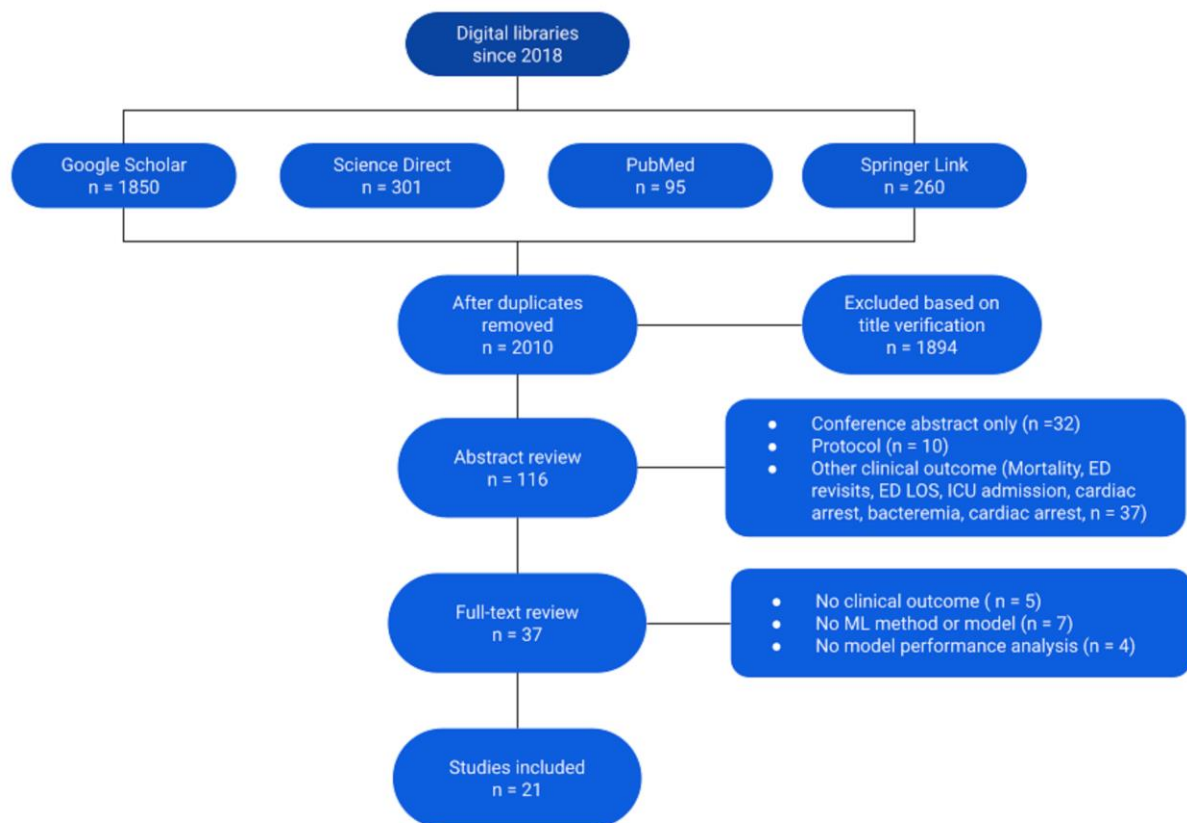 Digital libraries
since 2018
Google Scholar
n = 1850
Science Direct
n = 301
PubMed
n = 95
Springer Link
n = 260
After duplicates
removed
n = 2010
Excluded based on
title verification
n = 1894
Abstract review
n = 116
• Conference abstract only (n =32)
• Protocol (n = 10)
• Other clinical outcome (Mortality, ED
revisits, ED LOS, ICU admission, cardiac
arrest, bacteremia, cardiac arrest, n = 37)
Full-text review
n = 37
• No clinical outcome ( n = 5)
• No ML method or model (n = 7)
• No model performance analysis (n = 4)
Studies included
n = 21